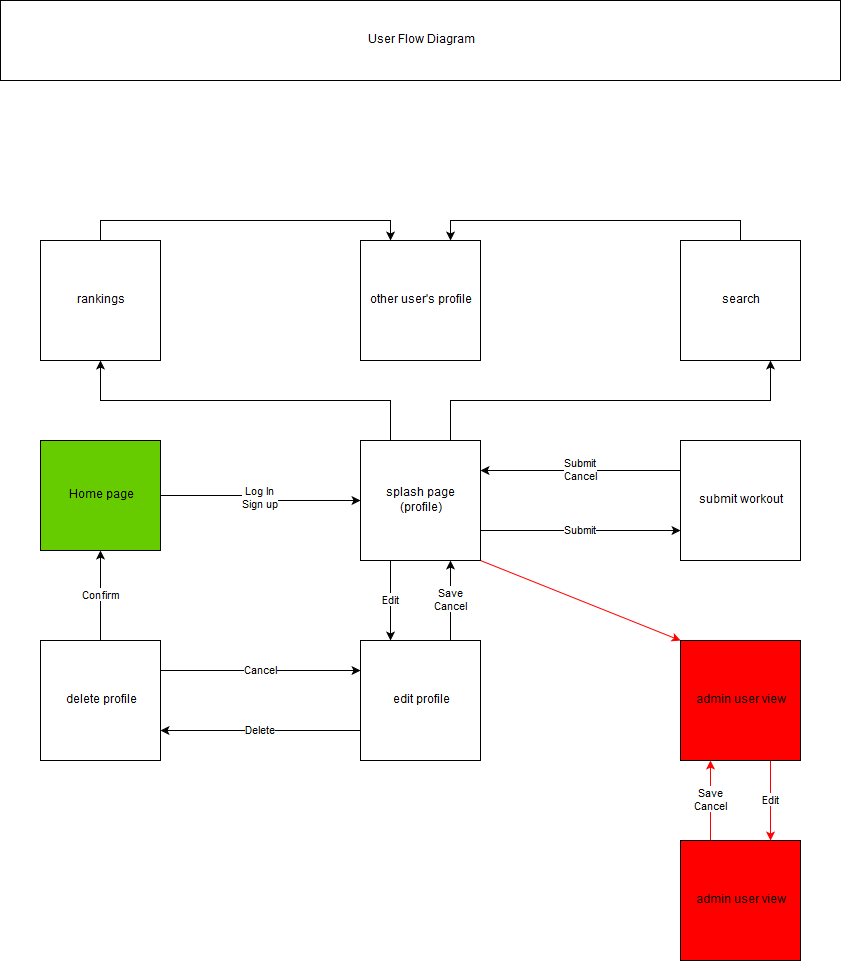 User Flow Diagram
rankings
other user's profile
search
Home page
Log In
Sign up
splash page
(profile)
Submit
Cancel
Submit
submit workout
Confirm
Edit
Save
Cancel
delete profile
Cancel
Delete
edit profile
admin user view
Save
Cancel
Edit
admin user view